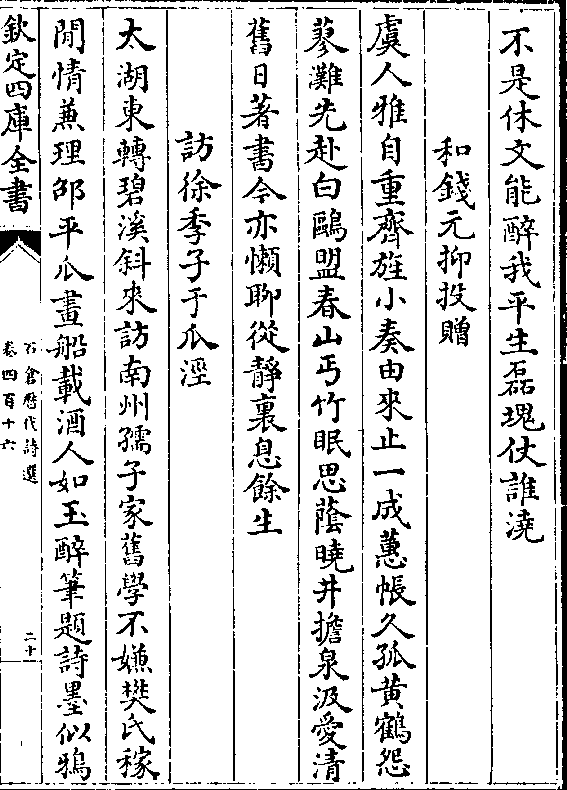 不是休文能醉我平生磊塊仗誰澆
和錢元抑投贈
虞人雅自重齊旌小奏由來止一成蕙帳久孤黃鶴怨
蓼灘先赴白鷗盟春山丐竹眠思蔭曉井擔泉汲愛清
舊日著書今亦懶聊從靜裏息餘生
訪徐季子于瓜涇
太湖東轉碧溪斜來訪南州孺子家舊學不嫌樊氏稼
閒情兼理邵平瓜畫船載酒人如玉醉筆題詩墨似鴉
欽定四庫全書
石倉歷代詩選
卷四百十六
二十